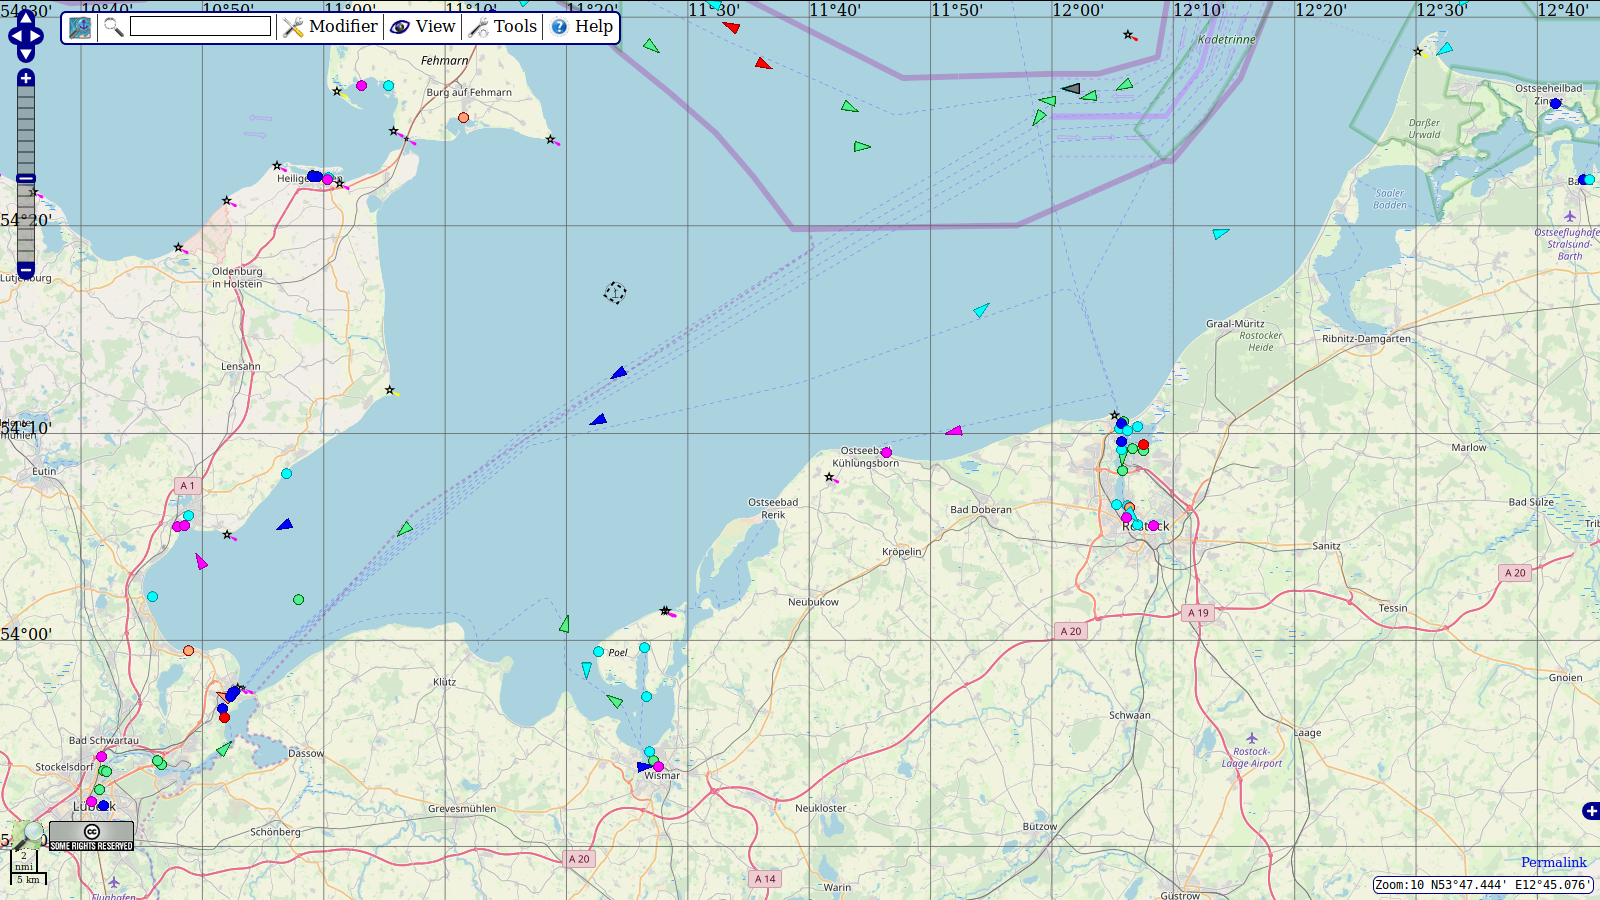 54°30'
10°40'
10°50'
11°00'
11°10'
11°20'
11°30'
11°40'
11°50'
12°00'
12°10'
12°20'
12°30'
12°40'
Modifier
View
Tools
Help
Kadetrinne
Fehmarn
Burg auf Fehmarn
Ostseeheilbad
Darßer
Urwald
Saaler
Bodden
54°20'
Ostseeflughafen
Stralsund-
Barth
Oldenburg
in Holstein
Lütjenburg
Graal-Müritz
Rostocker
Heide
Ribnitz-Damgarten
Lensahn
54°10'
Eutin
A 1
Ostseebad
Kühlungsborn
Marlow
Ostseebad
Rerik
Bad Doberan
Bad Sülze
Rostock
Kröpelin
Sanitz
A 20
Neubukow
Tessin
A 19
A 20
54°00'
Poel
Klütz
Gnoien
Schwaan
Laage
Rostock-
Laage Airport
Bad Schwartau
Dassow
Stockelsdorf
Wismar
Lübeck
Grevesmühlen
Neukloster
Schönberg
Bützow
SOME RIGHTS RESERVED
2
nmi
5 km
A 20
A 14
Warin
Güstrow
Flughafen
Permalink
Zoom:10 N53°47.444' E12°45.076'